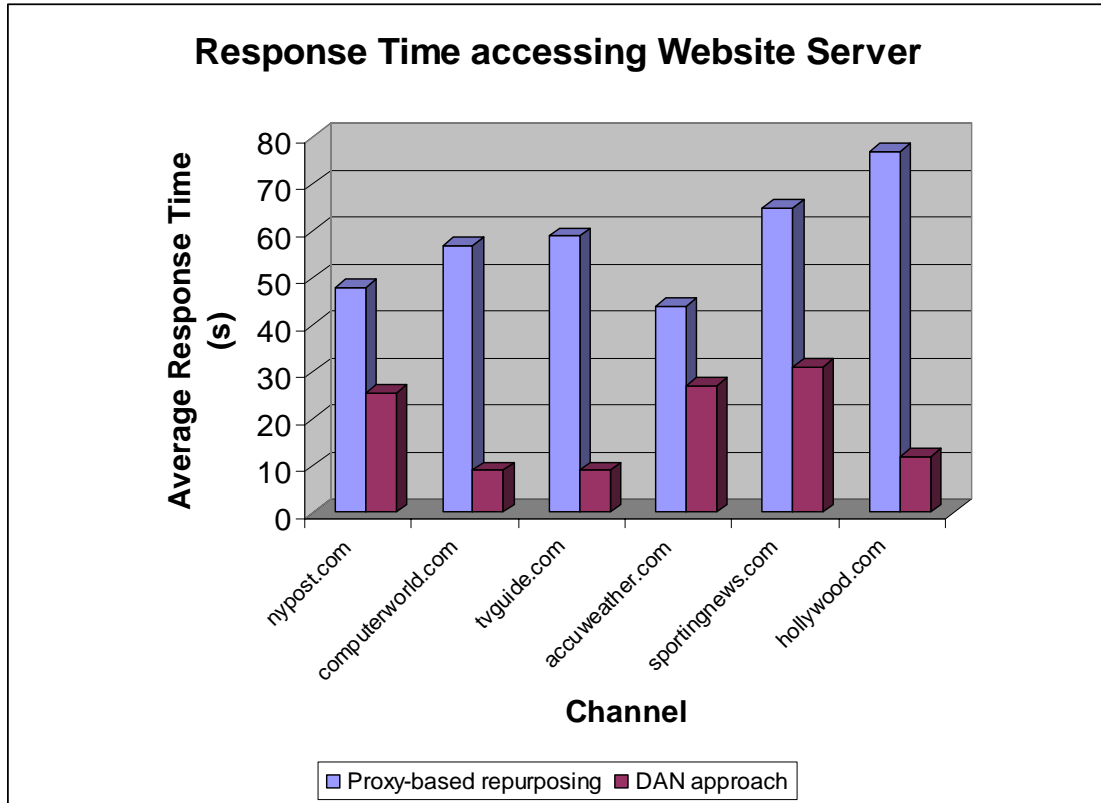 Response Time accessing Website Server
Average Response Time
(s)
80
70
60
50
40
30
20
10
0
nypost.com
computerworld.com
tvguide.com
accuweather.com
sportingnews.com
hollywood.com
Channel
Proxy-based repurposing
DAN approach